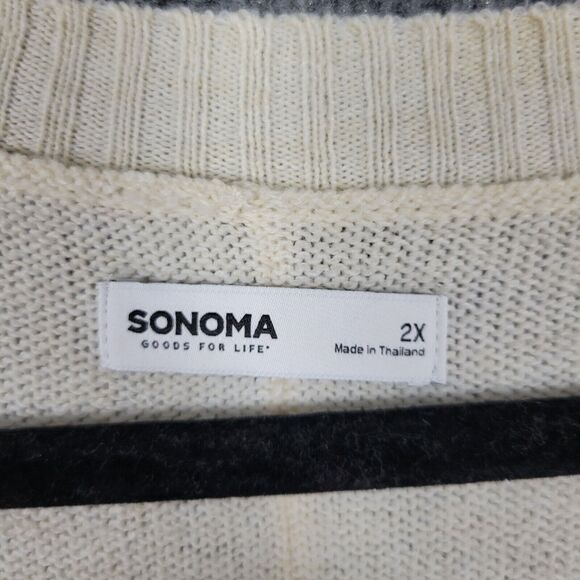 SONOMA
GOODS FOR LIFE*
2X
Made in Thailand